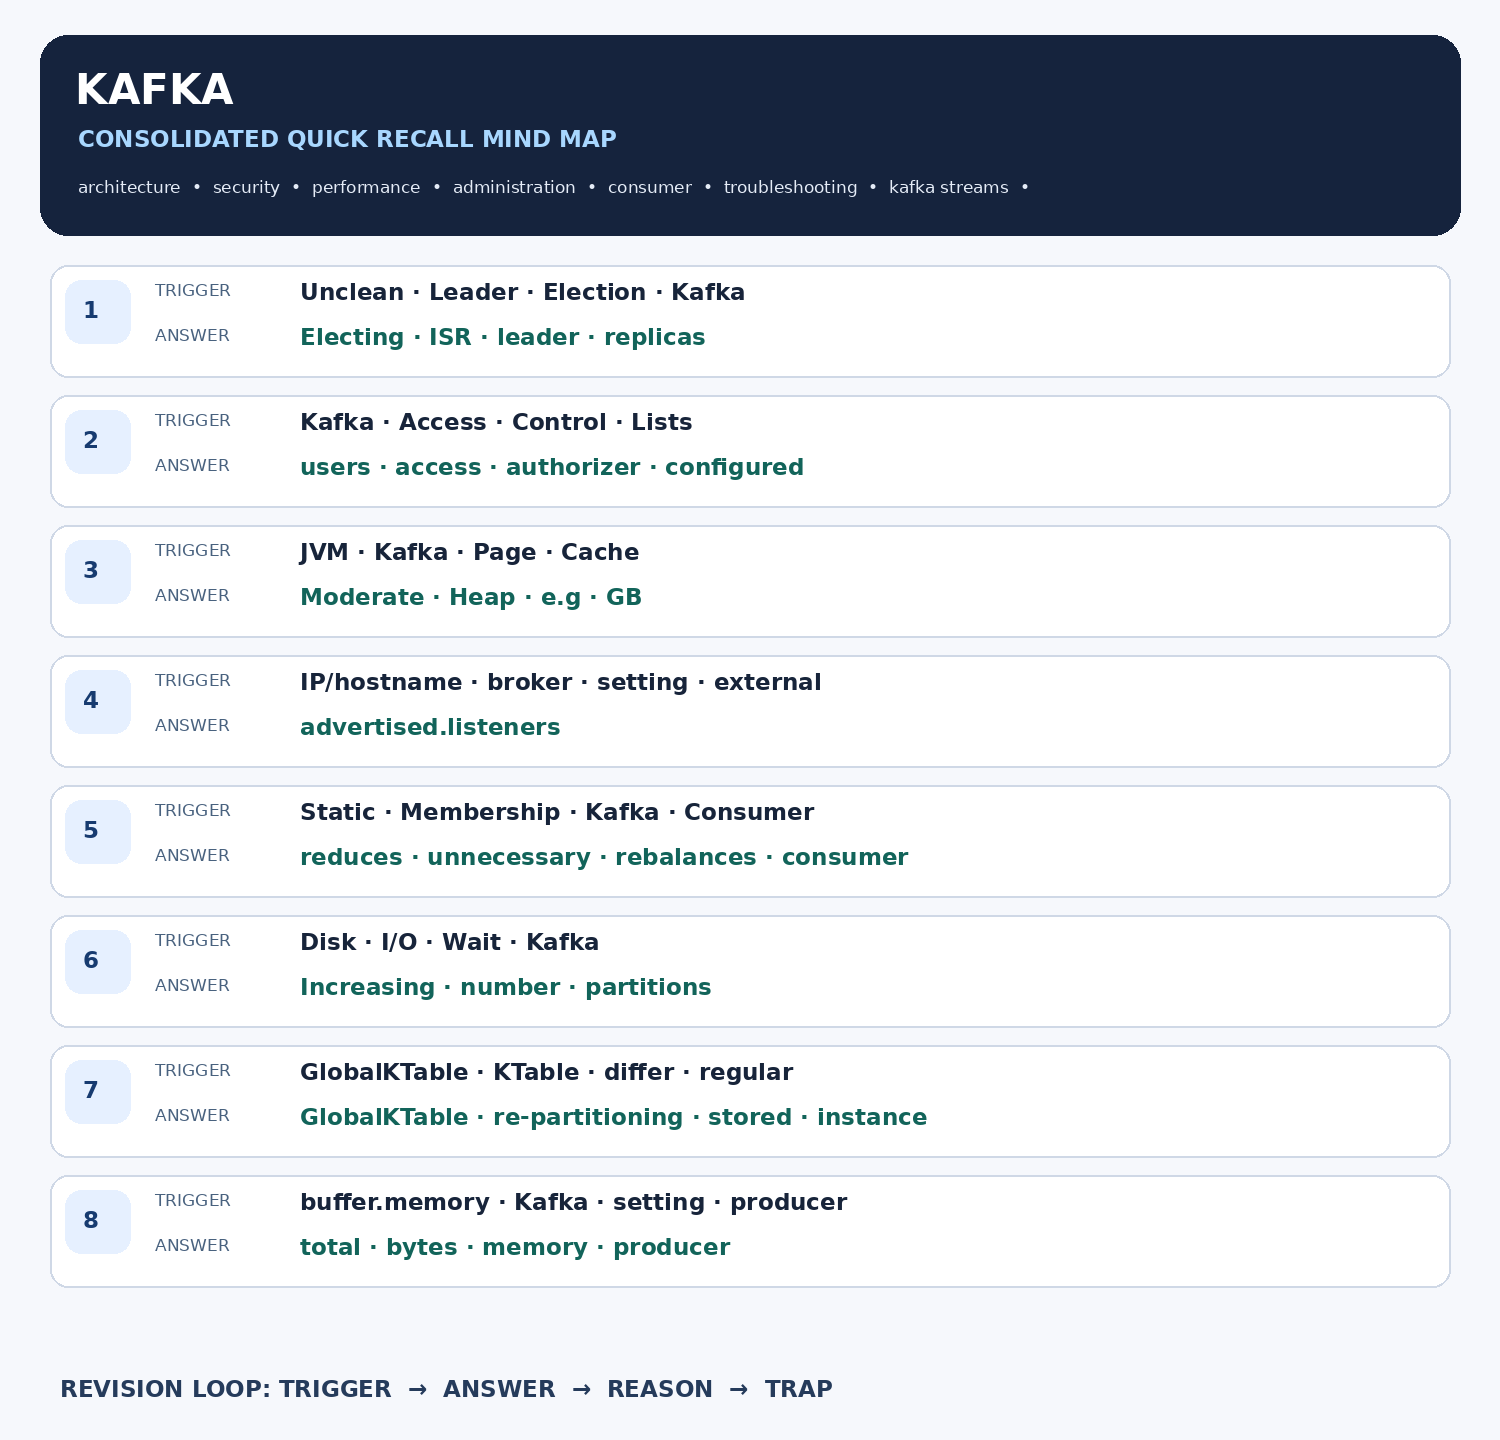 KAFKA
CONSOLIDATED QUICK RECALL MIND MAP
architecture • security • performance • administration • consumer • troubleshooting • kafka streams •
1
TRIGGER Unclean · Leader · Election · Kafka
ANSWER Electing · ISR · leader · replicas
2
TRIGGER Kafka · Access · Control · Lists
ANSWER users · access · authorizer · configured
3
TRIGGER JVM · Kafka · Page · Cache
ANSWER Moderate · Heap · e.g · GB
4
TRIGGER IP/hostname · broker · setting · external
ANSWER advertised.listeners
5
TRIGGER Static · Membership · Kafka · Consumer
ANSWER reduces · unnecessary · rebalances · consumer
6
TRIGGER Disk · I/O · Wait · Kafka
ANSWER Increasing · number · partitions
7
TRIGGER GlobalKTable · KTable · differ · regular
ANSWER GlobalKTable · re-partitioning · stored · instance
8
TRIGGER buffer.memory · Kafka · setting · producer
ANSWER total · bytes · memory · producer
REVISION LOOP: TRIGGER → ANSWER → REASON → TRAP